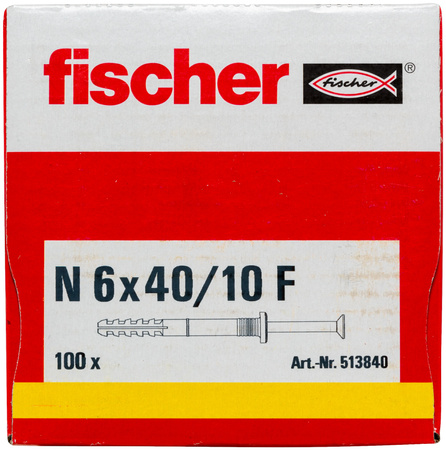 fischer
fischer ®
N 6x40/10 F
100 x
Art.-Nr. 513840